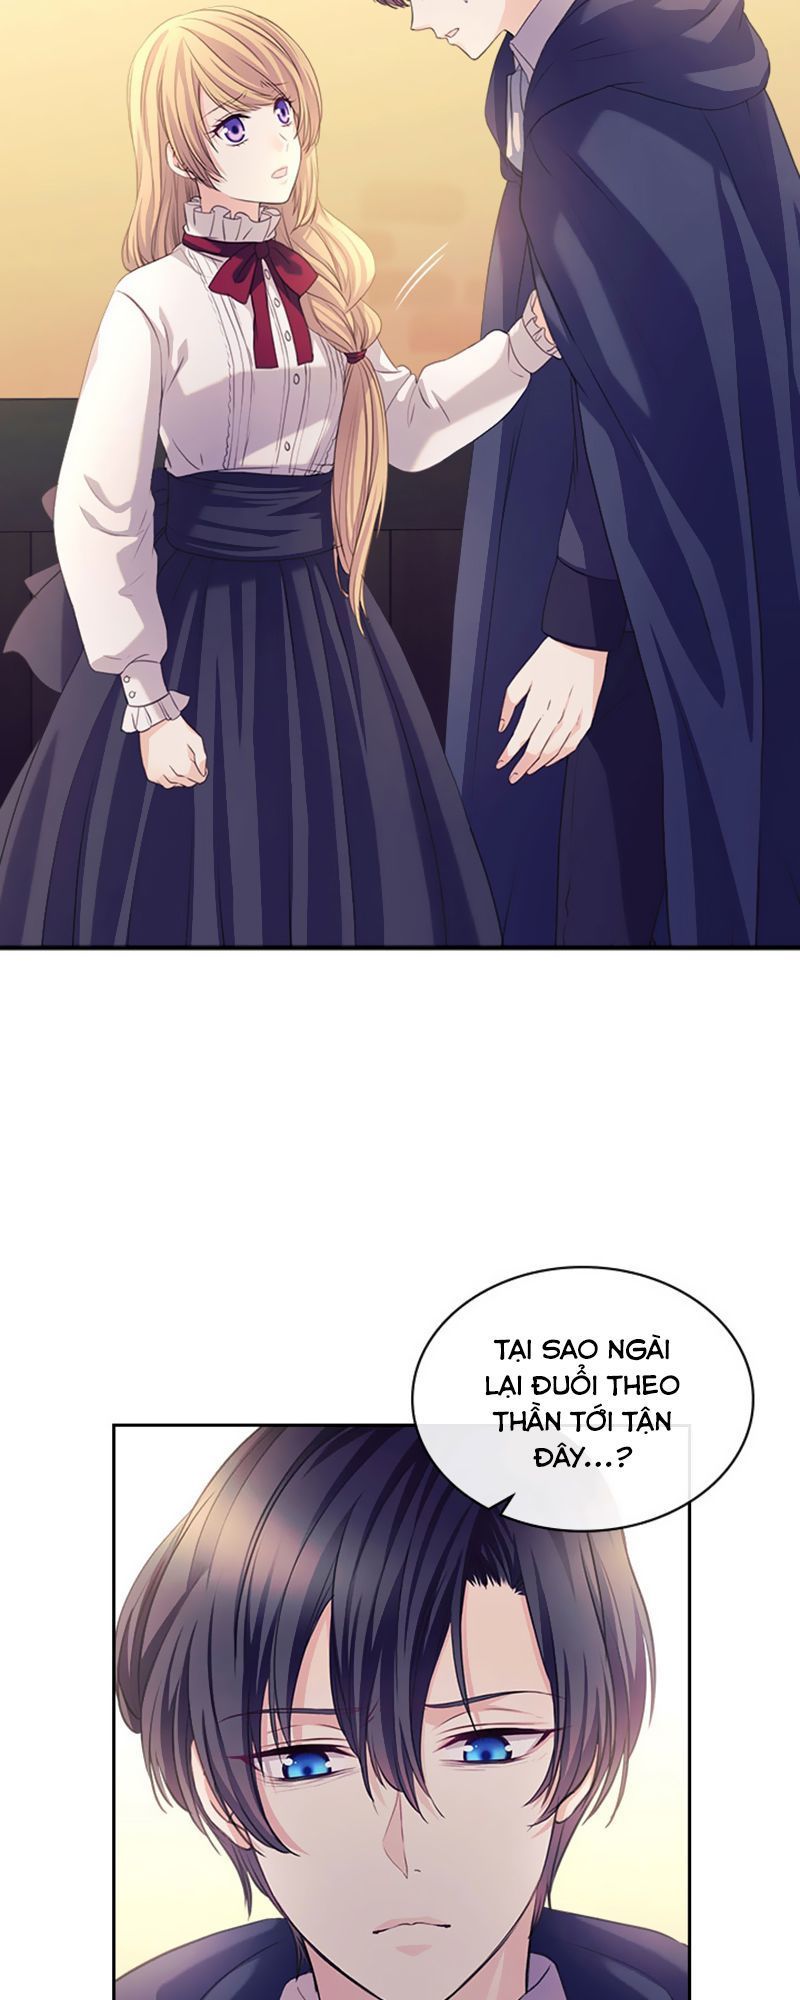 TẠI SAO NGÀI
LẠI ĐUỔI THEO
THẦN TỚI TẬN
ĐÂY...?